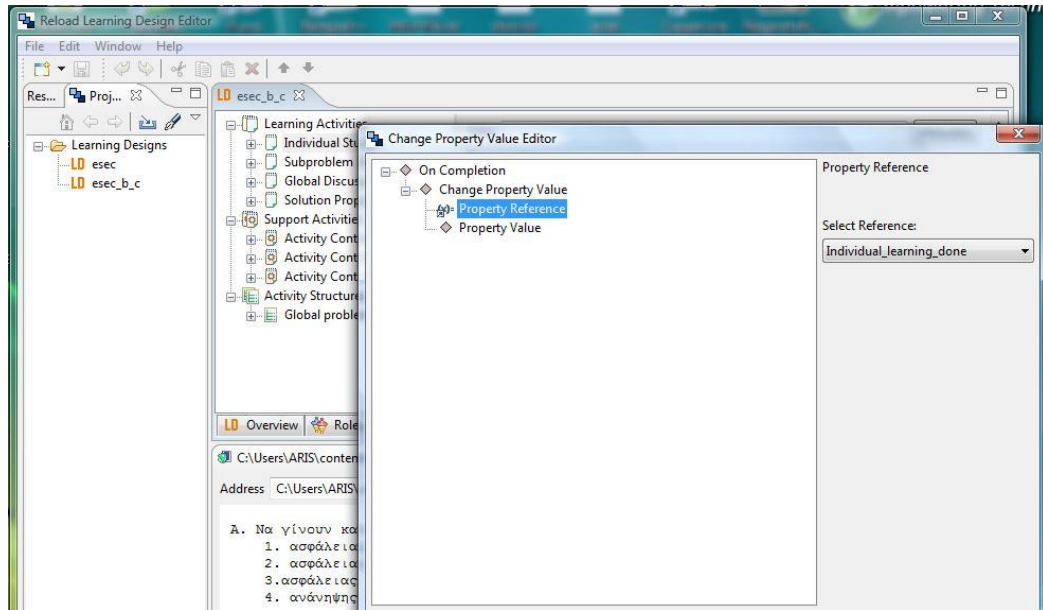 Reload Learning Design Editor
File Edit Window Help
Res... Proj...
Learning Designs
LD esec
LD esec_b_c
LD esec_b_c
Learning Activitie
Individual Stu
Subproblem
Global Discus
Solution Prop
Support Activitie
Activity Cont
Activity Cont
Activity Cont
Activity Structure
Global proble
LD Overview Role
C:\Users\ARIS\conten
Address C:\Users\ARIS\
Α. Να γίνουν κα
1. ασφάλεια
2. ασφάλεια
3.ασφάλειας
4. ανάνηψης
Change Property Value Editor
On Completion
Change Property Value
Property Reference
Property Value
Property Reference
Select Reference:
Individual_learning_done